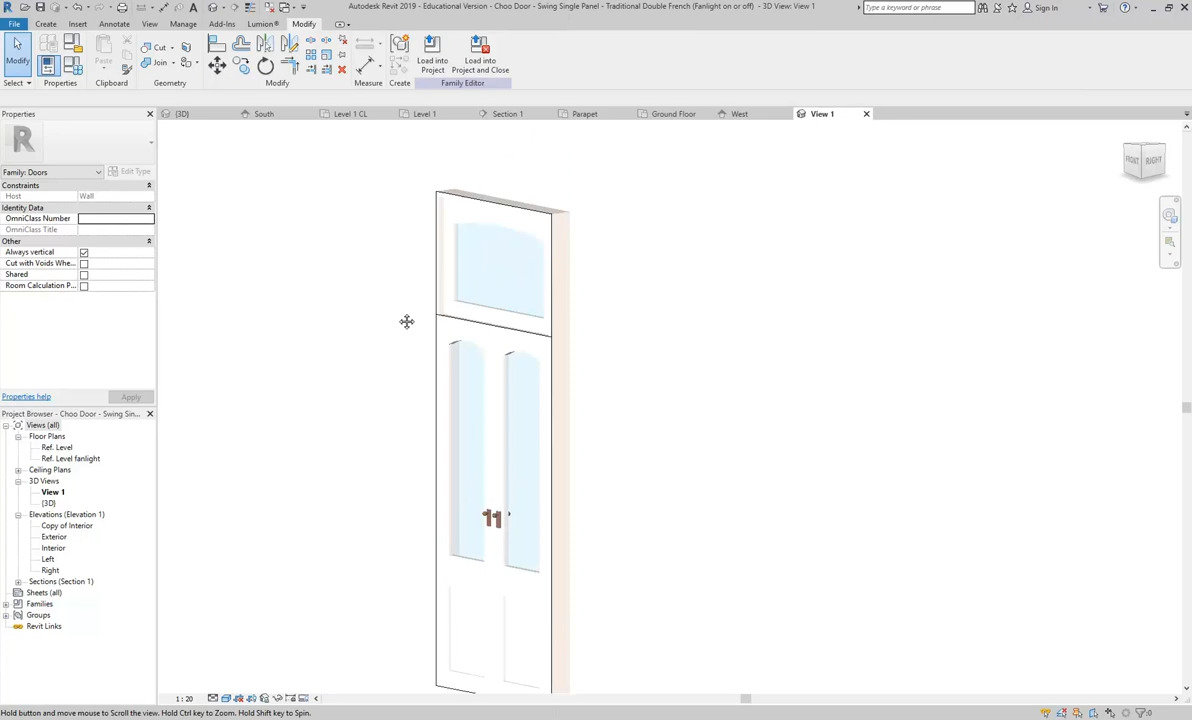 Autodesk Revit 2019 - Educational Version - Choo Door - Swing Single Panel - Traditional Double French (Fanlight on or off) - 3D View: View 1
Type a keyword or phrase
Sign In
File Create Insert Annotate View Manage Add-Ins Lumion® Modify
Modify
Paste
Cut
Join
Load into Project
Load into Project and Close
Select Properties Clipboard Geometry Modify Measure Create Family Editor
Properties
{3D} South Level 1 CL Level 1 Section 1 Parapet Ground Floor West View 1
FRONT RIGHT
Family: Doors Edit Type
Constraints
Host Wall
Identity Data
OmniClass Number
OmniClass Title
Other
Always vertical
Cut with Voids Whe...
Shared
Room Calculation P...
Properties help Apply
Project Browser - Choo Door - Swing Sin...
Views (all)
Floor Plans
Ref. Level
Ref. Level fanlight
Ceiling Plans
3D Views
View 1
{3D}
Elevations (Elevation 1)
Copy of Interior
Exterior
Interior
Left
Right
Sections (Section 1)
Sheets (all)
Families
Groups
Revit Links
1 : 20
Hold button and move mouse to Scroll the view. Hold Ctrl key to Zoom. Hold Shift key to Spin.
:0